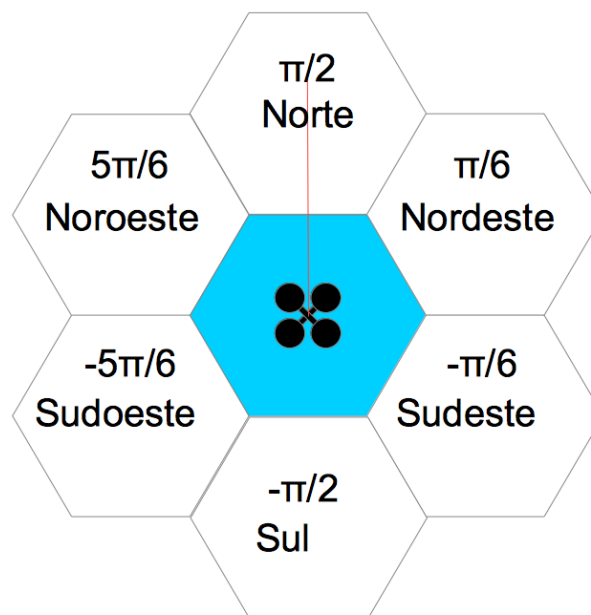 π/2
Norte
5π/6
Noroeste
π/6
Nordeste
-5π/6
Sudoeste
-π/6
Sudeste
-π/2
Sul